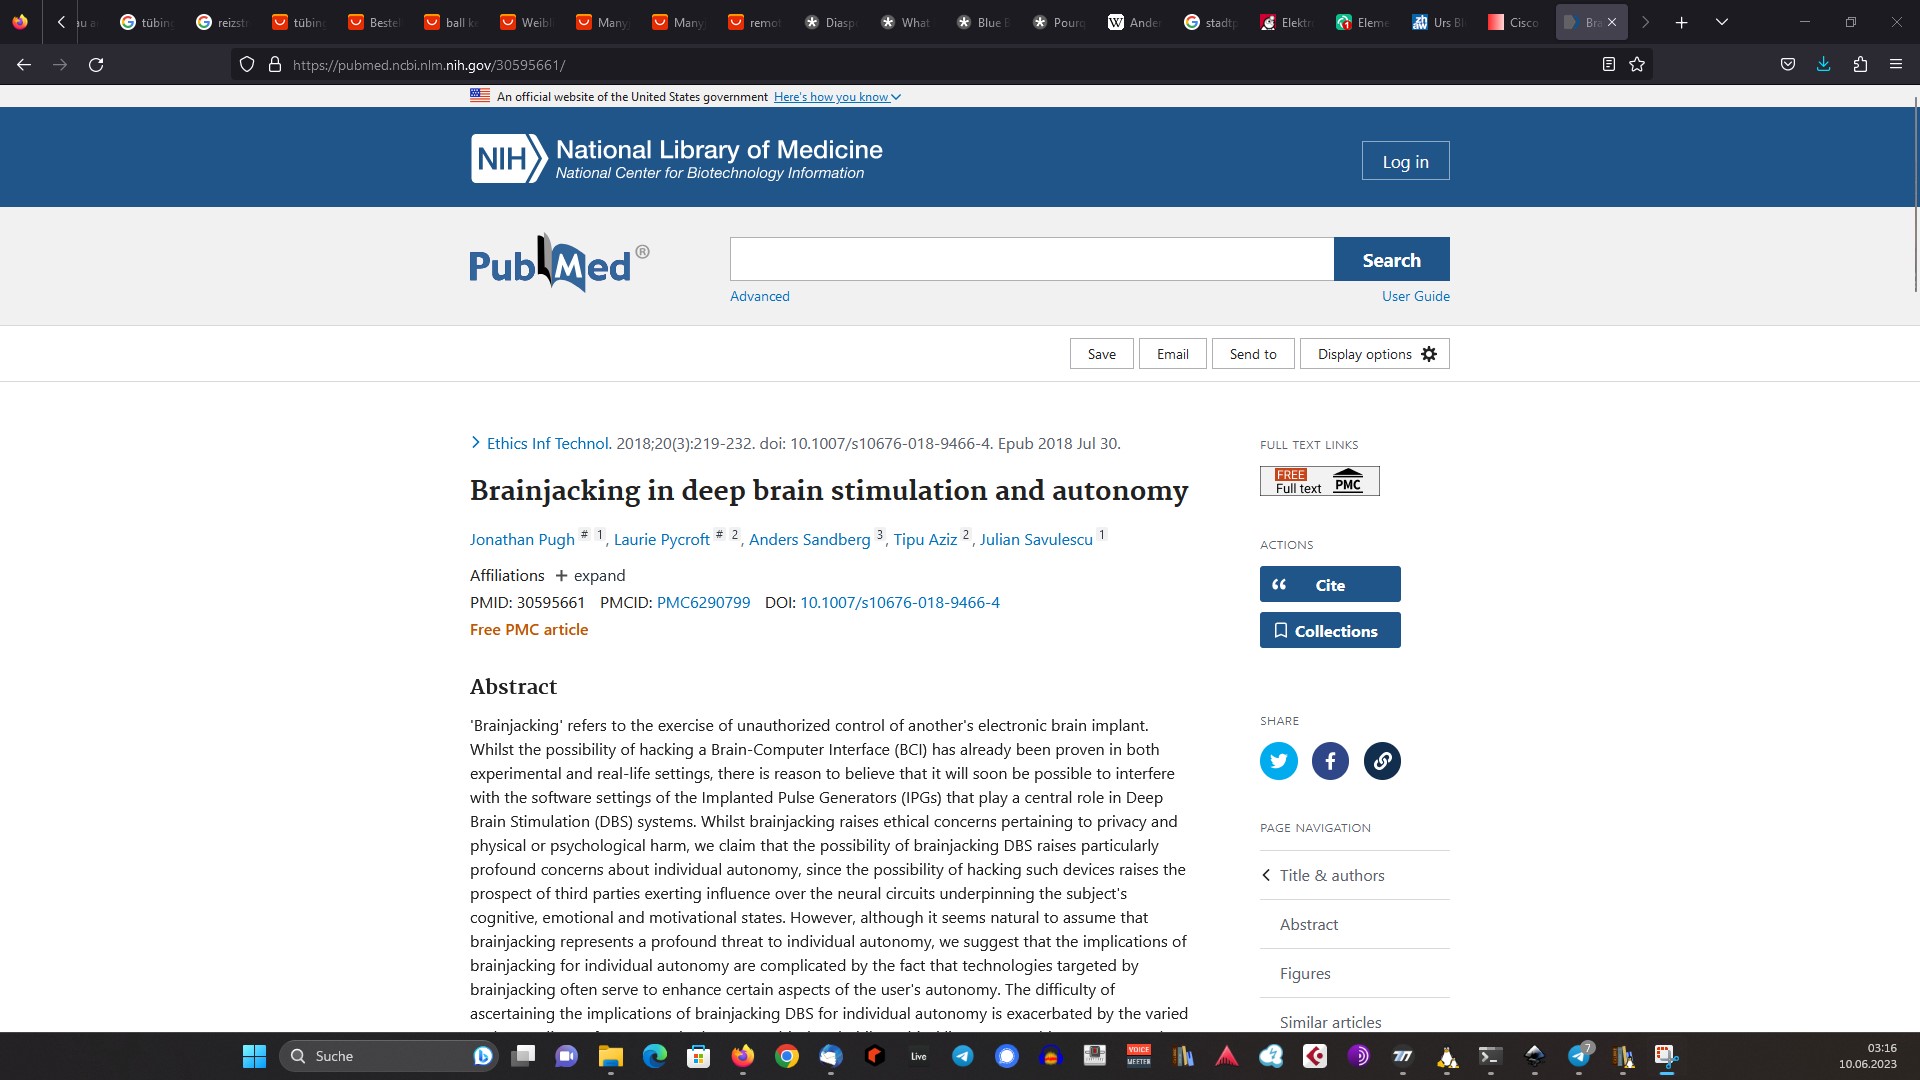 au a
tübing
reizstr
tübin
Bestel
ball ke
Weibl
Many
Many
remot
Diasp
What
Blue B
Pourq
Ander
stadtp
Elektr
Eleme
Urs Bl
Cisco
Bra
https://pubmed.ncbi.nlm.nih.gov/30595661/
An official website of the United States government Here's how you know
NIH National Library of Medicine
National Center for Biotechnology Information
Log in
PubMed®
Search
Advanced
User Guide
Save
Email
Send to
Display options
Ethics Inf Technol. 2018;20(3):219-232. doi: 10.1007/s10676-018-9466-4. Epub 2018 Jul 30.
Brainjacking in deep brain stimulation and autonomy
Jonathan Pugh # 1, Laurie Pycroft # 2, Anders Sandberg 3, Tipu Aziz 2, Julian Savulescu 1
Affiliations + expand
PMID: 30595661 PMCID: PMC6290799 DOI: 10.1007/s10676-018-9466-4
Free PMC article
Abstract
'Brainjacking' refers to the exercise of unauthorized control of another's electronic brain implant.
Whilst the possibility of hacking a Brain-Computer Interface (BCI) has already been proven in both
experimental and real-life settings, there is reason to believe that it will soon be possible to interfere
with the software settings of the Implanted Pulse Generators (IPGs) that play a central role in Deep
Brain Stimulation (DBS) systems. Whilst brainjacking raises ethical concerns pertaining to privacy and
physical or psychological harm, we claim that the possibility of brainjacking DBS raises particularly
profound concerns about individual autonomy, since the possibility of hacking such devices raises the
prospect of third parties exerting influence over the neural circuits underpinning the subject's
cognitive, emotional and motivational states. However, although it seems natural to assume that
brainjacking represents a profound threat to individual autonomy, we suggest that the implications of
brainjacking for individual autonomy are complicated by the fact that technologies targeted by
brainjacking often serve to enhance certain aspects of the user's autonomy. The difficulty of
ascertaining the implications of brainjacking DBS for individual autonomy is exacerbated by the varied
FULL TEXT LINKS
FREE
Full text PMC
ACTIONS
Cite
Collections
SHARE
PAGE NAVIGATION
Title & authors
Abstract
Figures
Similar articles
Suche
Live
VOICE
MEETER
7
03:16
10.06.2023